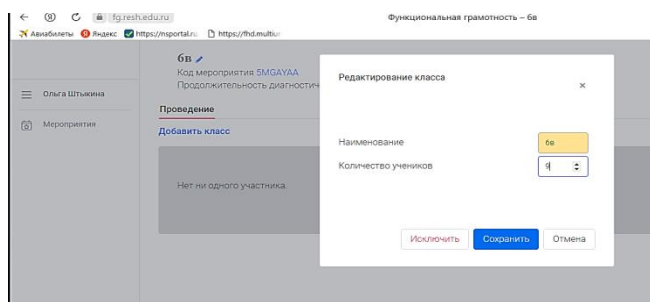 fg.resh.edu.ru
Функциональная грамотность – 6в
Авиабилеты Яндекс https://nsportal.ru https://fhd.multiur
6в
Код мероприятия 5MGAYAA
Продолжительность диагностич
Ольга Штыкина
Проведение
Мероприятия
Добавить класс
Нет ни одного участника.
Редактирование класса
×
Наименование 6в
Количество учеников 9
Исключить Сохранить Отмена